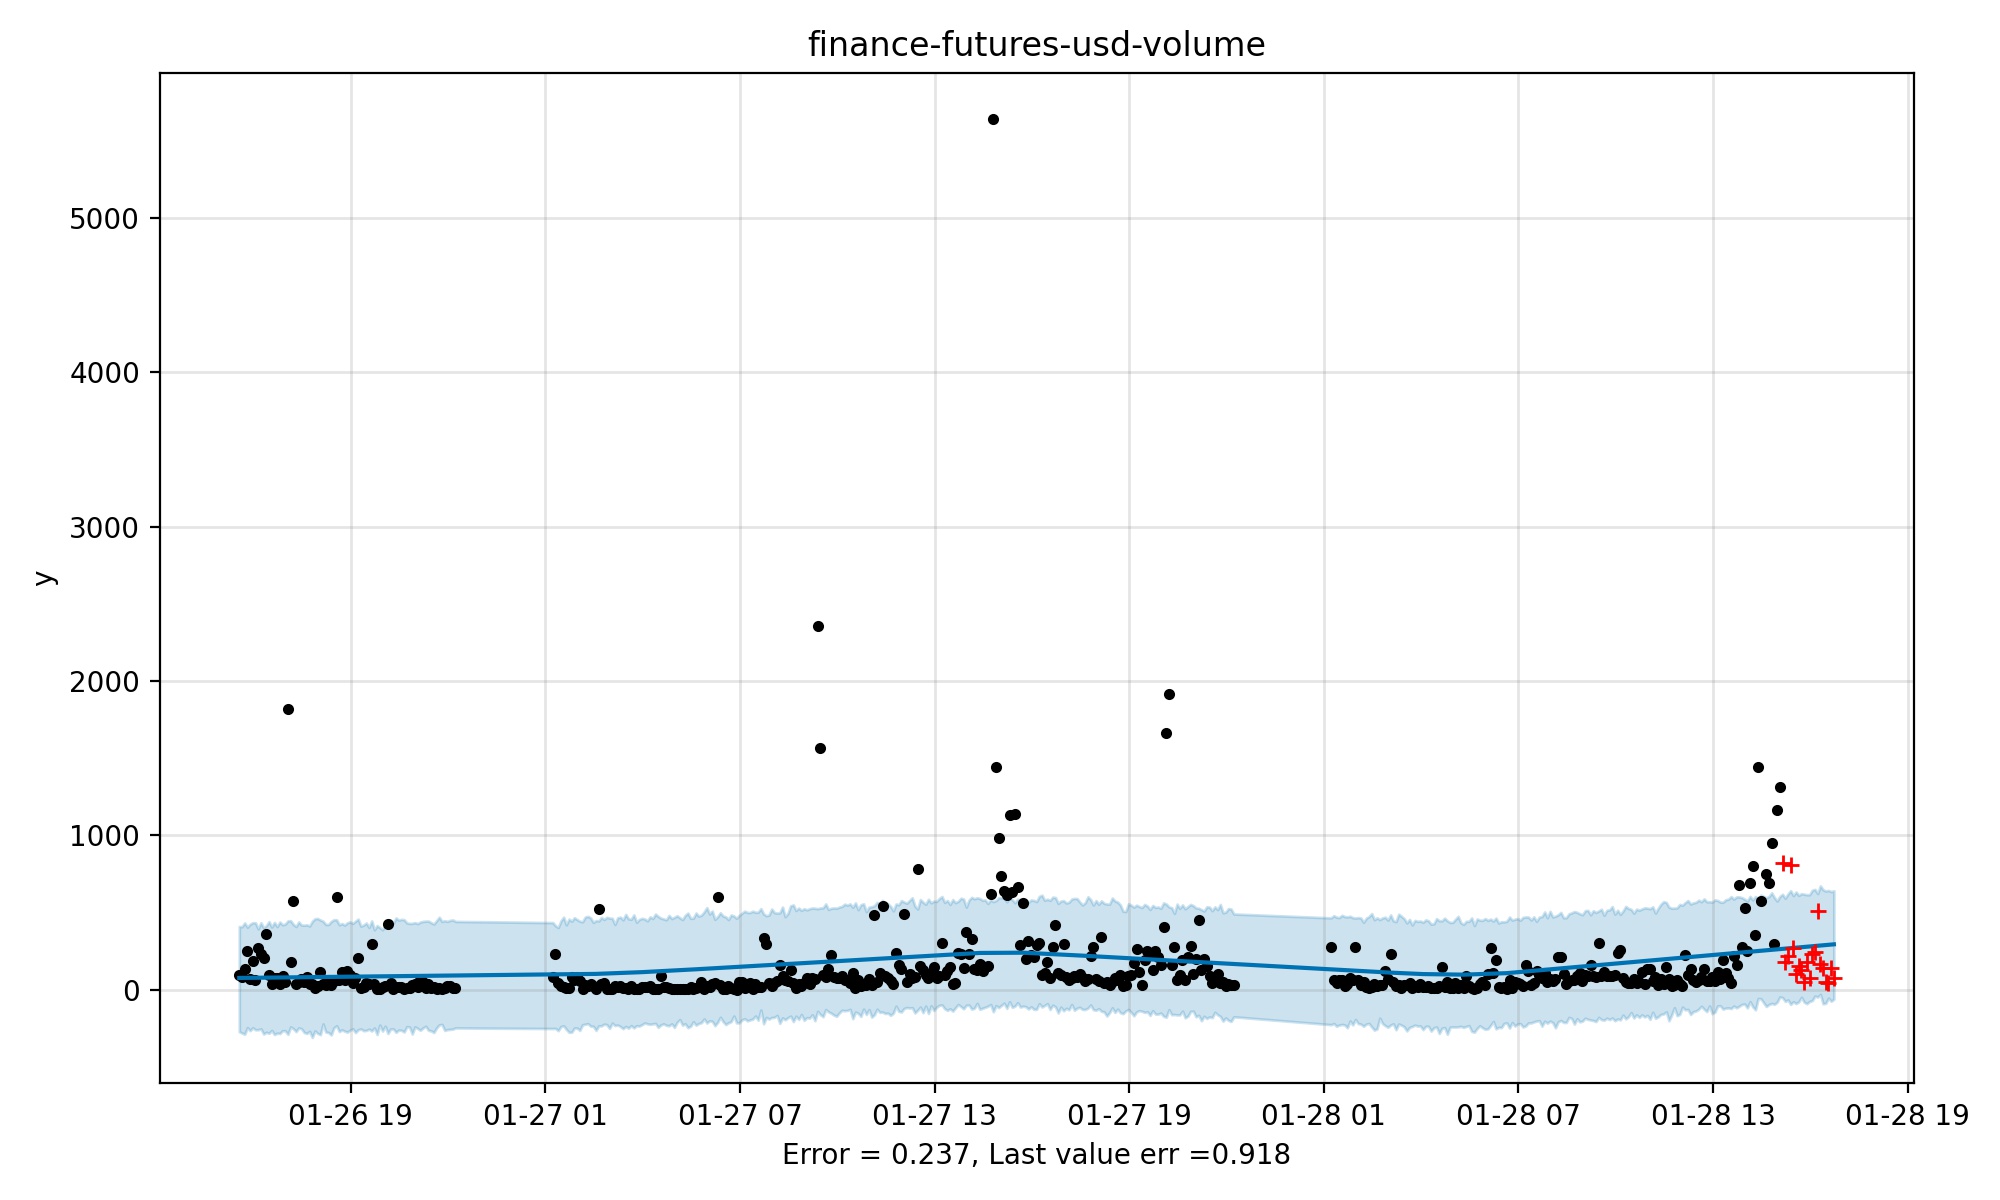 finance-futures-usd-volume
y
5000
4000
3000
2000
1000
0
01-26 19 01-27 01 01-27 07 01-27 13 01-27 19 01-28 01 01-28 07 01-28 13 01-28 19
Error = 0.237, Last value err =0.918